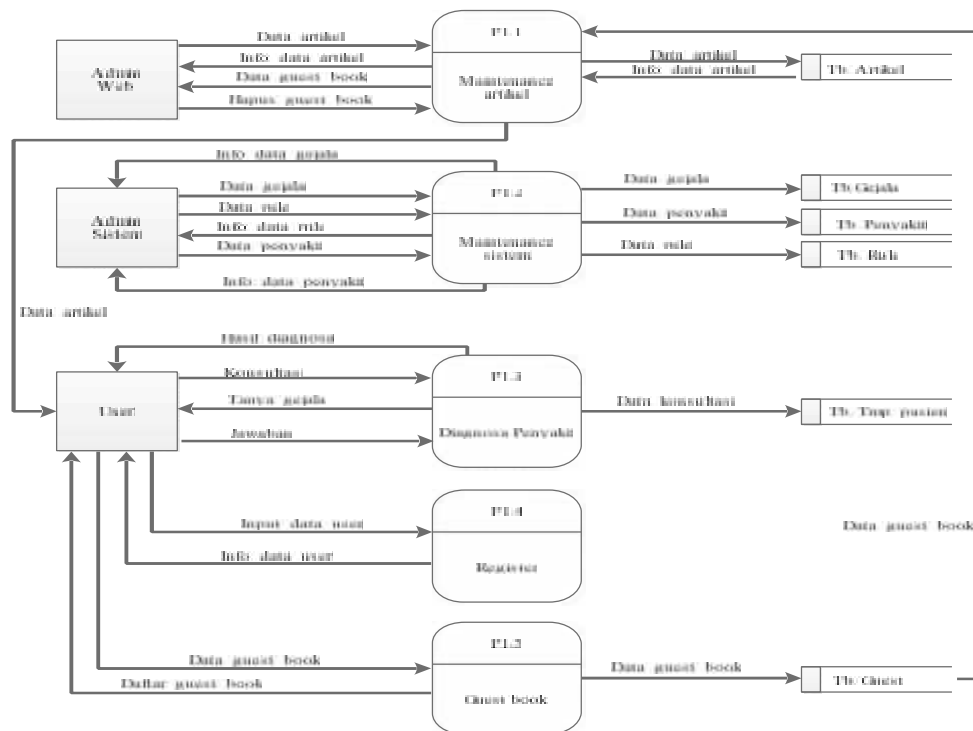 Data artikel
Info data artikel
Data guest book
Hapus guest book
Admin
Web
P1.1
Maintenance
artikel
Data artikel
Info data artikel
Tb. Artikel
Info data gejala
Data gejala
Data rule
Info data rule
Data penyakit
Info data penyakit
Admin
Sistem
P1.2
Maintenance
sistem
Data gejala
Data penyakit
Data rule
Tb. Gejala
Tb. Penyakit
Tb. Rule
Data artikel
Hasil diagnosa
Konsultasi
Tanya gejala
Jawaban
User
P1.3
Diagnosa Penyakit
Data konsultasi
Tb. Tmp_pasien
Input data user
Info data user
P1.4
Register
Data guest book
Data guest book
Daftar guest book
P1.5
Guest book
Data guest book
Tb. Guest